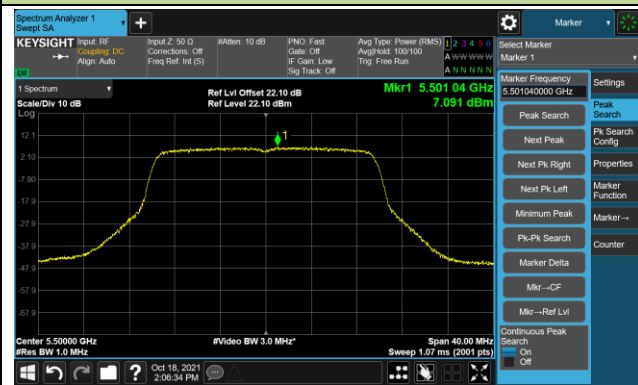 Spectrum Analyzer 1
Swept SA
+
Marker
KEYSIGHT
Input: RF
Coupling: DC
Align: Auto
Input Z: 50 Ω
Corrections: Off
Freq Ref: Int (S)
#Atten: 10 dB
PNO: Fast
Gate: Off
IF Gain: Low
Sig Track: Off
Avg Type: Power (RMS)
Avg|Hold: 100/100
Trig: Free Run
1 2 3 4 5 6
A W W W W W
A N N N N N
Select Marker
Marker 1
1 Spectrum
Scale/Div 10 dB
Log
Ref Lvl Offset 22.10 dB
Ref Level 22.10 dBm
Mkr1 5.501 04 GHz
7.091 dBm
1
12.1
2.10
-7.90
-17.9
-27.9
-37.9
-47.9
-57.9
-67.9
Center 5.50000 GHz
#Res BW 1.0 MHz
#Video BW 3.0 MHz*
Span 40.00 MHz
Sweep 1.07 ms (2001 pts)
Marker Frequency
5.501040000 GHz
Peak Search
Next Peak
Next Pk Right
Next Pk Left
Minimum Peak
Pk-Pk Search
Marker Delta
Mkr→CF
Mkr→Ref Lvl
Continuous Peak
Search
On
Off
Settings
Peak
Search
Pk Search
Config
Properties
Marker
Function
Marker→
Counter
?
Oct 18, 2021
2:06:34 PM